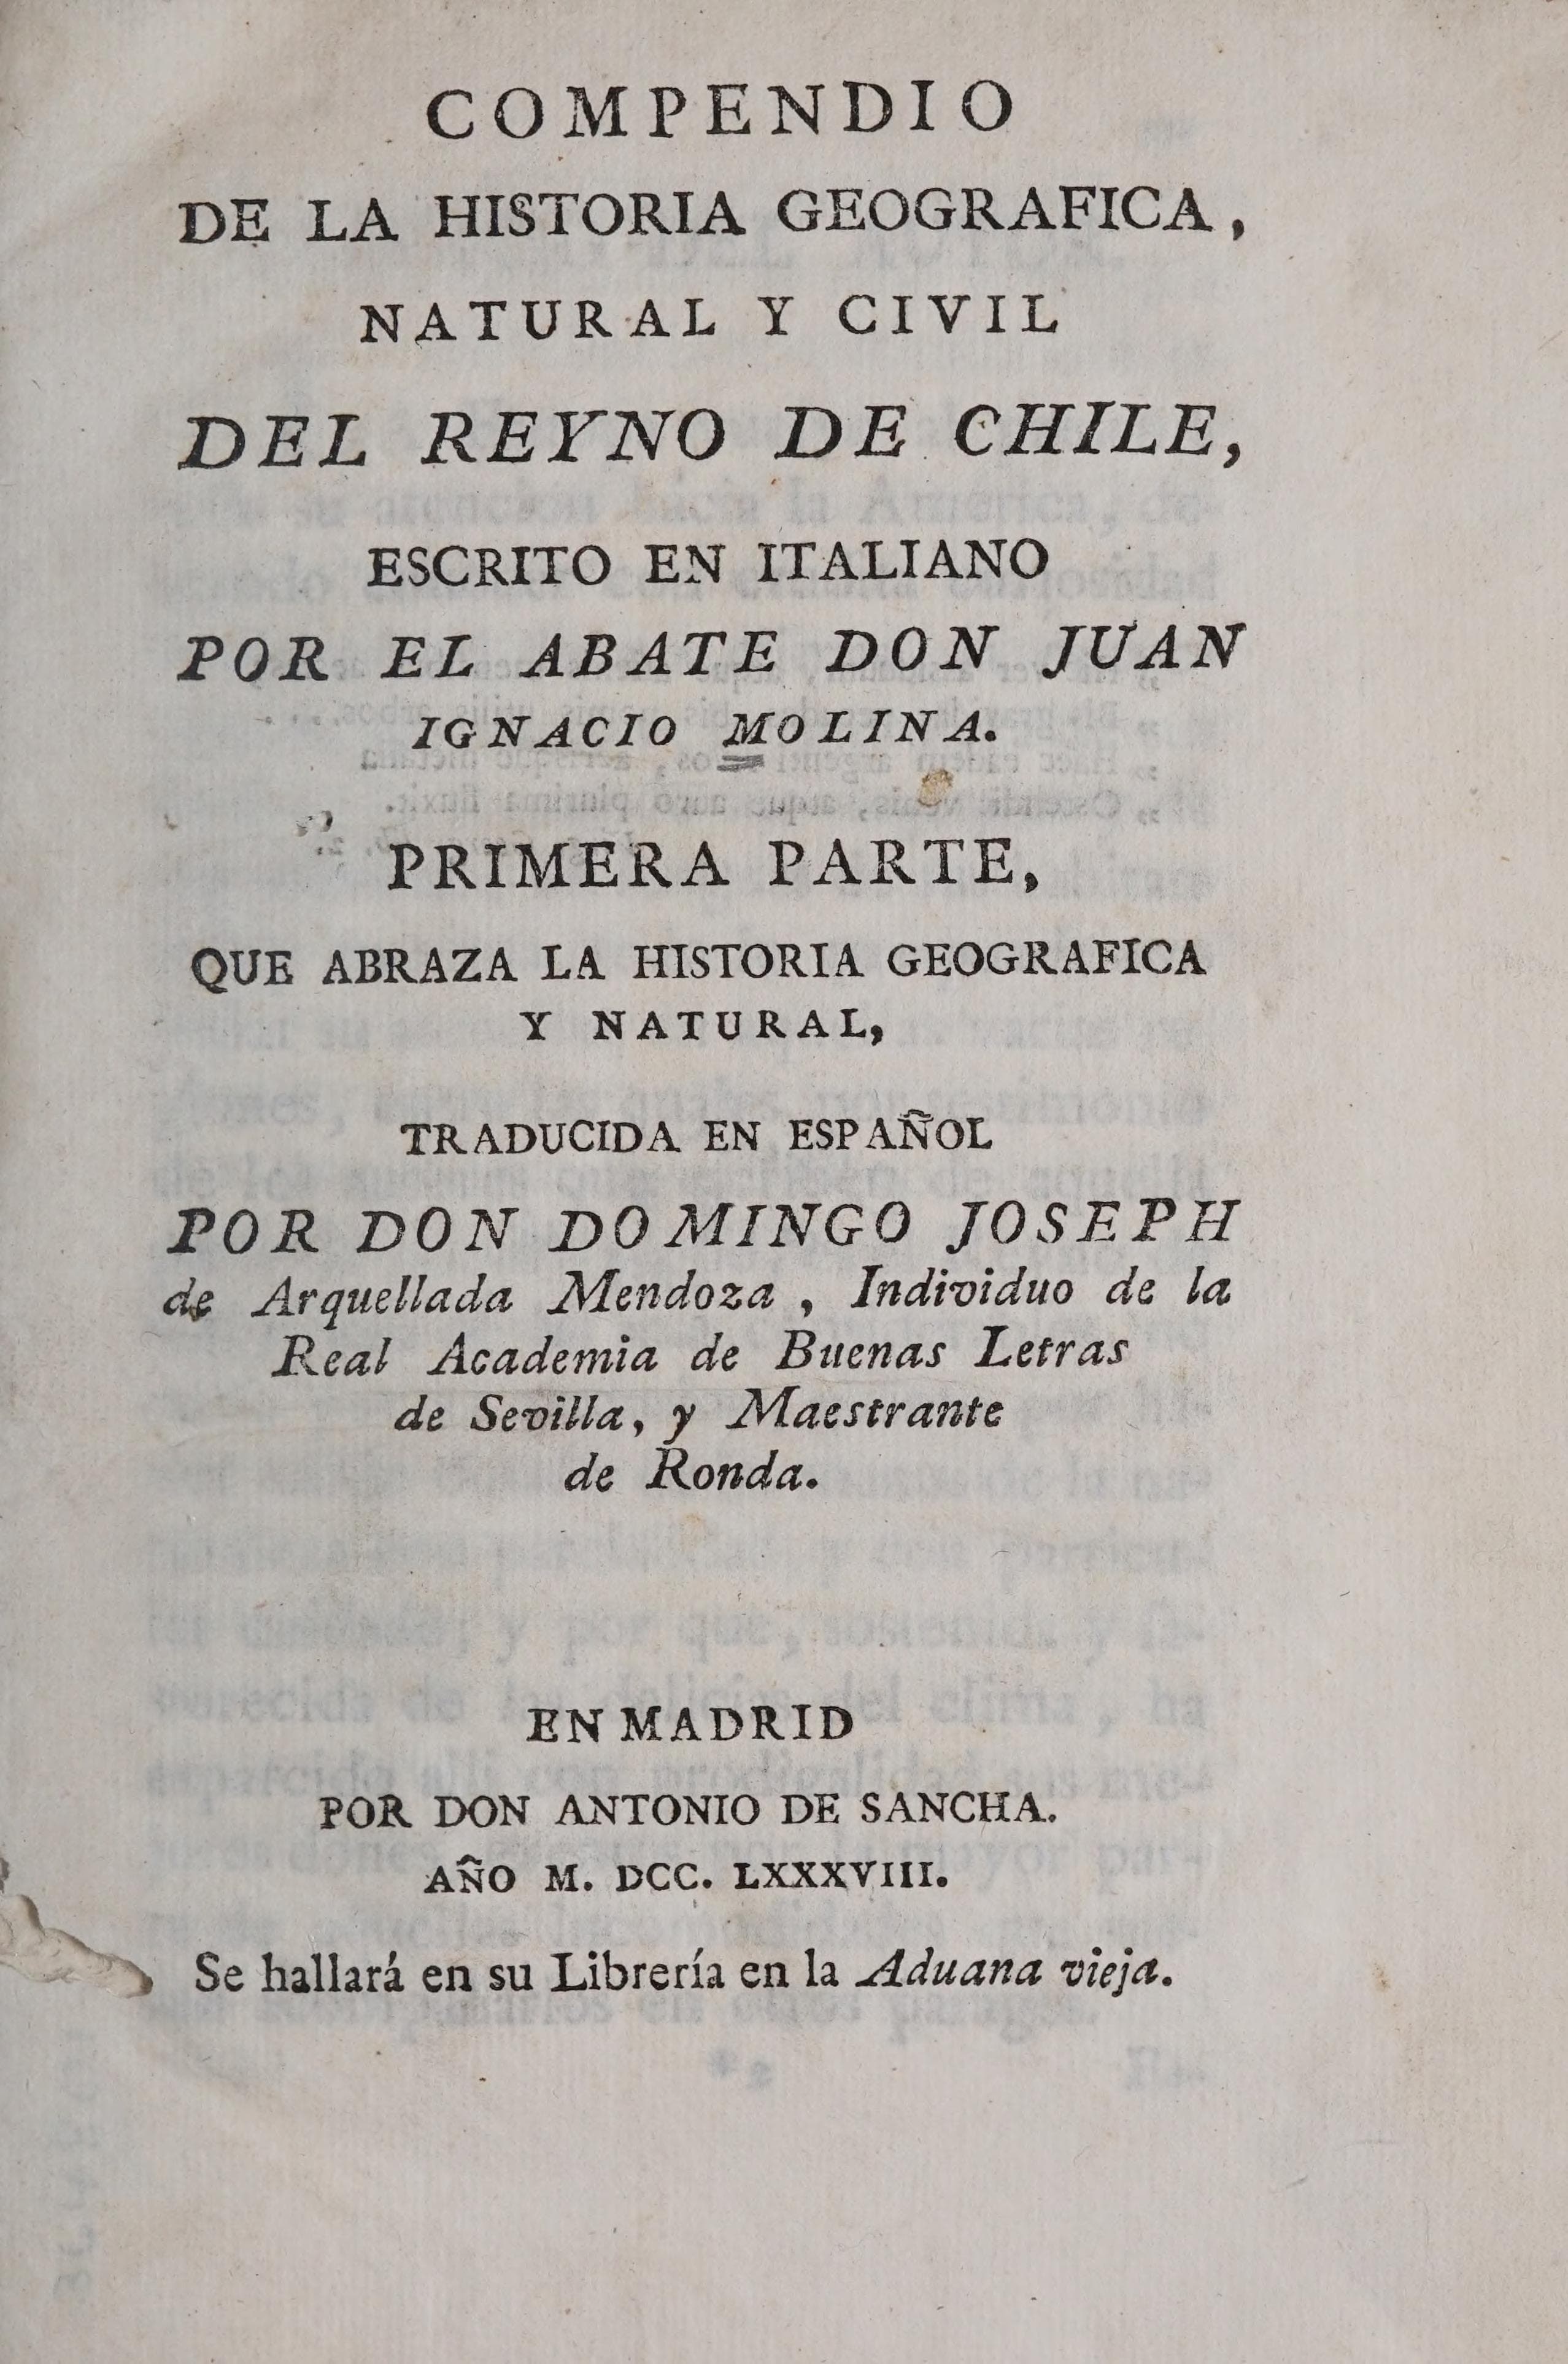 COMPENDIO
DE LA HISTORIA GEOGRAFICA,
NATURAL Y CIVIL
DEL REYNO DE CHILE,
ESCRITO EN ITALIANO
POR EL ABATE DON JUAN
IGNACIO MOLINA.
PRIMERA PARTE,
QUE ABRAZA LA HISTORIA GEOGRAFICA
Y NATURAL,
TRADUCIDA EN ESPAÑOL
POR DON DOMINGO JOSEPH
de Arquellada Mendoza, Individuo de la
Real Academia de Buenas Letras
de Sevilla, y Maestrante
de Ronda.
EN MADRID
POR DON ANTONIO DE SANCHA.
AÑO M. DCC. LXXXVIII.
Se hallará en su Librería en la Aduana vieja.